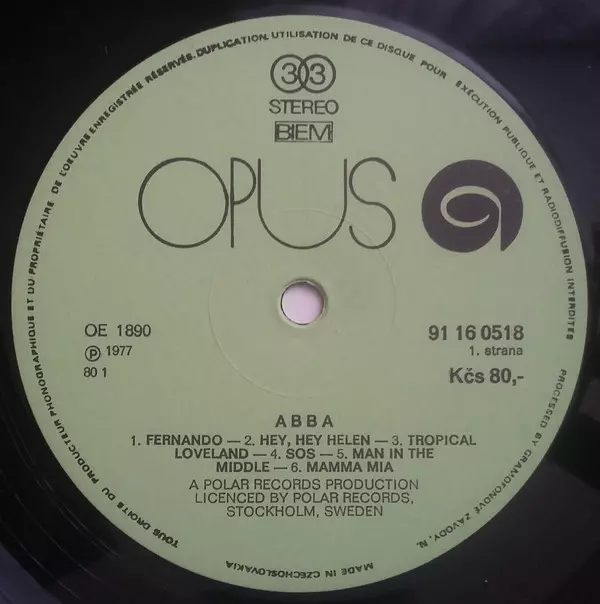 TOUS DROITS DU PRODUCTEUR PHONOGRAPHIQUE ET DU PROPRIÉTAIRE DE L'OEUVRE ENREGISTRÉE RÉSERVÉS. DUPLICATION, UTILISATION DE CE DISQUE POUR EXÉCUTION PUBLIQUE ET RADIODIFFUSION INTERDITES
33
STEREO
BIEM
OPUS
OE 1890
℗ 1977
80 1
91 16 0518
1. strana
Kčs 80,-
ABBA
1. FERNANDO — 2. HEY, HEY HELEN — 3. TROPICAL
LOVELAND — 4. SOS — 5. MAN IN THE
MIDDLE — 6. MAMMA MIA
A POLAR RECORDS PRODUCTION
LICENCED BY POLAR RECORDS,
STOCKHOLM, SWEDEN
PROCESSED BY GRAMOFONOVÉ ZÁVODY, NL
MADE IN CZECHOSLOVAKIA